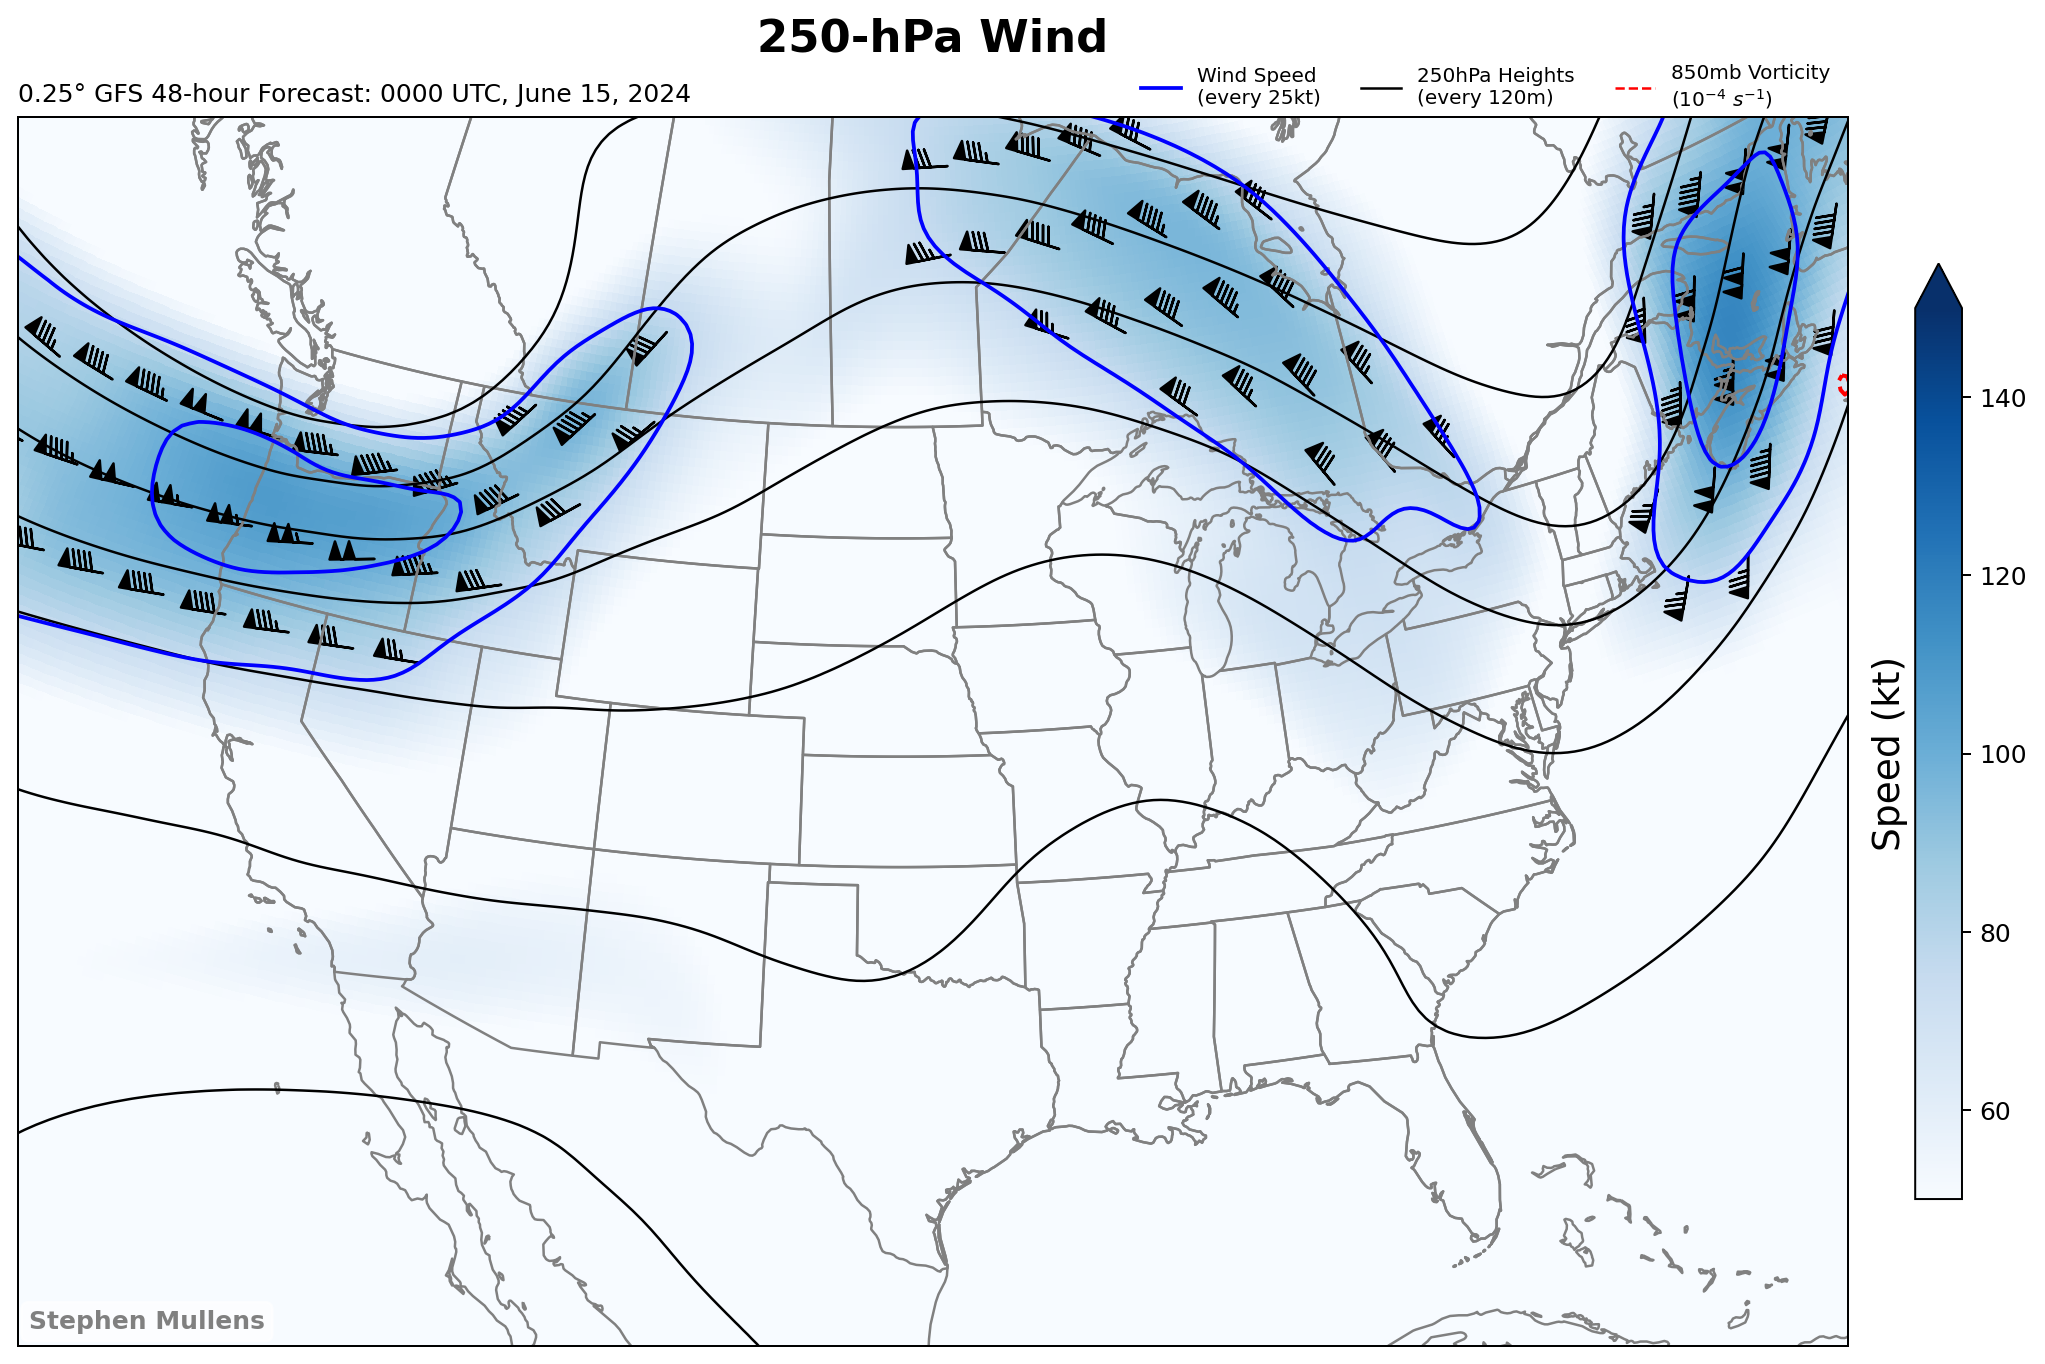 250-hPa Wind
0.25° GFS 48-hour Forecast: 0000 UTC, June 15, 2024
Wind Speed
(every 25kt)
250hPa Heights
(every 120m)
850mb Vorticity
(10⁻⁴ s⁻¹)
140
120
100
80
60
Speed (kt)
Stephen Mullens